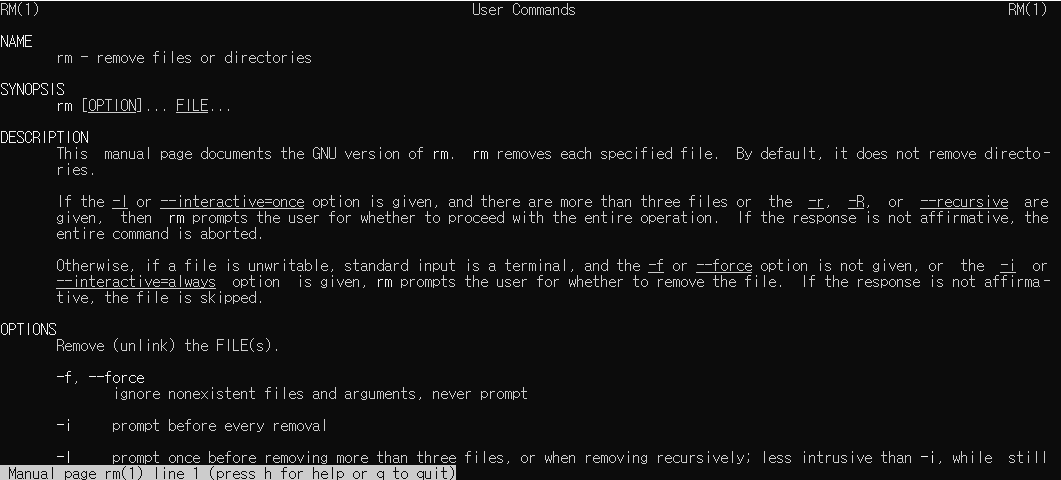 RM(1) User Commands RM(1)
NAME
rm - remove files or directories
SYNOPSIS
rm [OPTION]... FILE...
DESCRIPTION
This manual page documents the GNU version of rm. rm removes each specified file. By default, it does not remove directo-
ries.
If the -I or --interactive=once option is given, and there are more than three files or the -r, -R, or --recursive are
given, then rm prompts the user for whether to proceed with the entire operation. If the response is not affirmative, the
entire command is aborted.
Otherwise, if a file is unwritable, standard input is a terminal, and the -f or --force option is not given, or the -i or
--interactive=always option is given, rm prompts the user for whether to remove the file. If the response is not affirma-
tive, the file is skipped.
OPTIONS
Remove (unlink) the FILE(s).
-f, --force
ignore nonexistent files and arguments, never prompt
-i prompt before every removal
-I prompt once before removing more than three files, or when removing recursively; less intrusive than -i, while still
Manual page rm(1) line 1 (press h for help or q to quit)